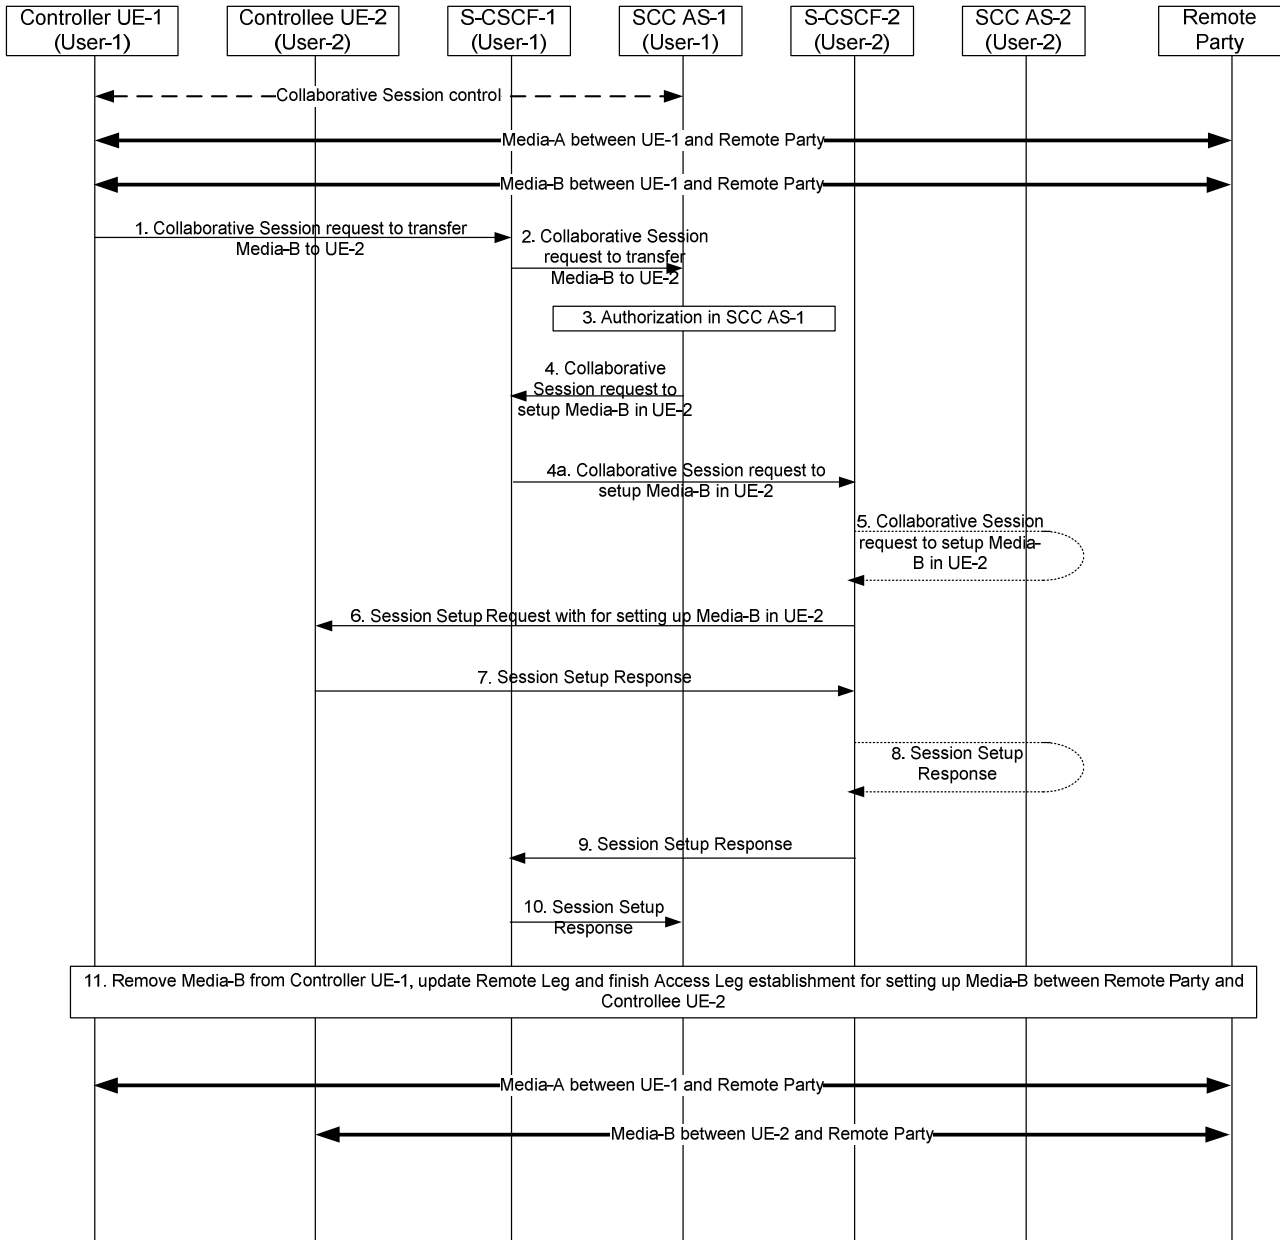 Controller UE-1
(User-1)
Controllee UE-2
(User-2)
S-CSCF-1
(User-1)
SCC AS-1
(User-1)
S-CSCF-2
(User-2)
SCC AS-2
(User-2)
Remote
Party
Collaborative Session control
Media-A between UE-1 and Remote Party
Media-B between UE-1 and Remote Party
1. Collaborative Session request to transfer
Media-B to UE-2
2. Collaborative Session
request to transfer
Media-B to UE-2
3. Authorization in SCC AS-1
4. Collaborative
Session request to
setup Media-B in UE-2
4a. Collaborative Session request to
setup Media-B in UE-2
5. Collaborative Session
request to setup Media-
B in UE-2
6. Session Setup Request with for setting up Media-B in UE-2
7. Session Setup Response
8. Session Setup
Response
9. Session Setup Response
10. Session Setup
Response
11. Remove Media-B from Controller UE-1, update Remote Leg and finish Access Leg establishment for setting up Media-B between Remote Party and
Controllee UE-2
Media-A between UE-1 and Remote Party
Media-B between UE-2 and Remote Party